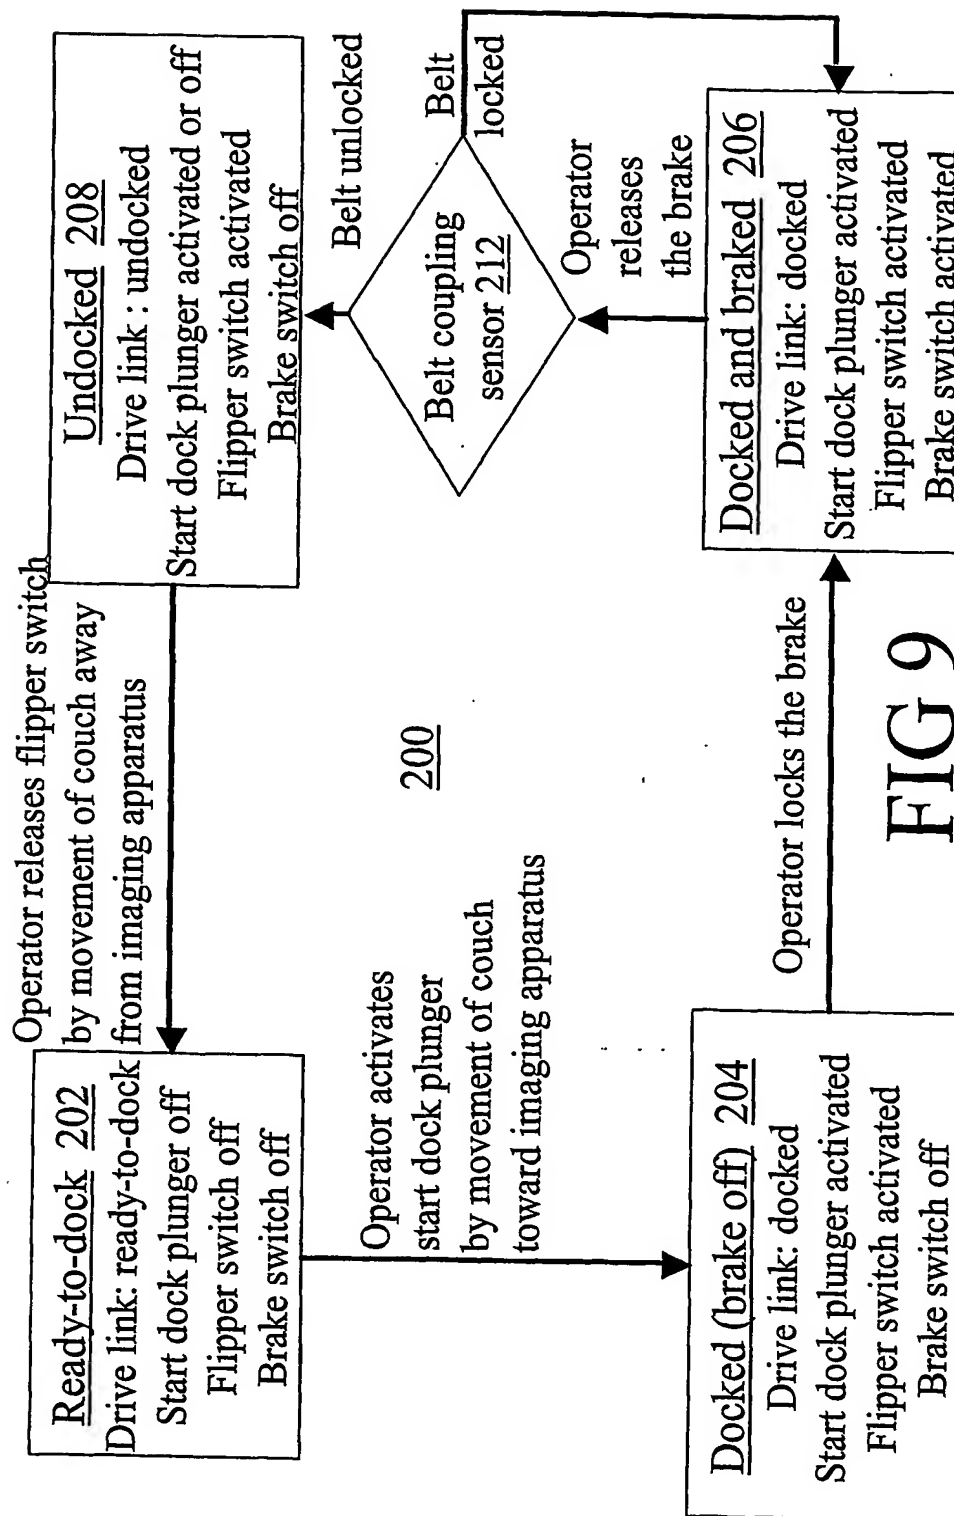 Ready-to-dock 202
Drive link: ready-to-dock
Start dock plunger off
Flipper switch off
Brake switch off
Operator releases flipper switch
by movement of couch away
from imaging apparatus
Undocked 208
Drive link : undocked
Start dock plunger activated or off
Flipper switch activated
Brake switch off
Operator activates
start dock plunger
by movement of couch
toward imaging apparatus
200
Belt unlocked
Belt coupling
sensor 212
Belt
locked
Operator
releases
the brake
Docked (brake off) 204
Drive link: docked
Start dock plunger activated
Flipper switch activated
Brake switch off
Operator locks the brake
Docked and braked 206
Drive link: docked
Start dock plunger activated
Flipper switch activated
Brake switch activated
FIG 9